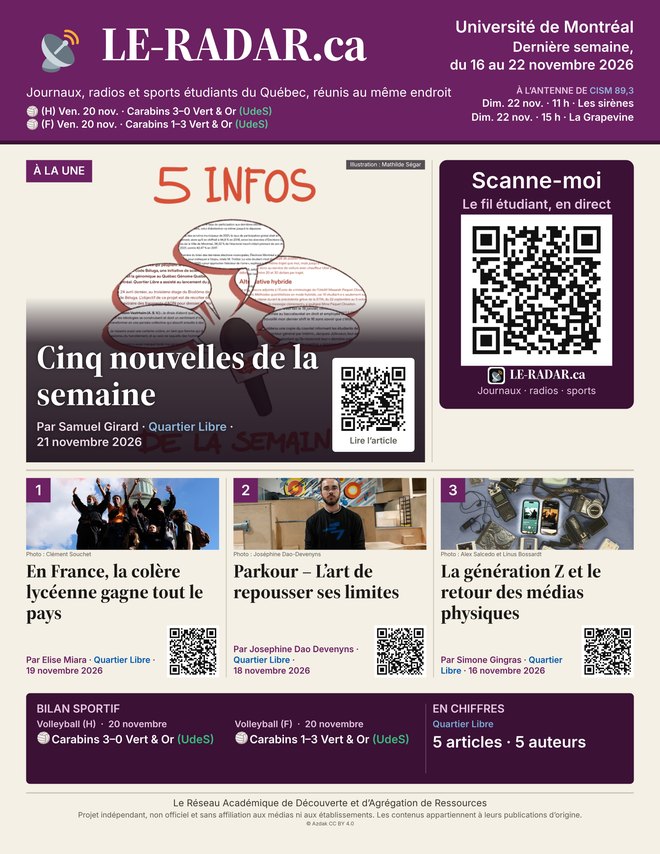 LE-RADAR.ca
Université de Montréal
Dernière semaine,
du 16 au 22 novembre 2026
Journaux, radios et sports étudiants du Québec, réunis au même endroit
(H) Ven. 20 nov. · Carabins 3–0 Vert & Or (UdeS)
(F) Ven. 20 nov. · Carabins 1–3 Vert & Or (UdeS)
À L'ANTENNE DE CISM 89,3
Dim. 22 nov. · 11 h · Les sirènes
Dim. 22 nov. · 15 h · La Grapevine
À LA UNE
Illustration : Mathilde Ségar
5 INFOS
Alternative hybride
DE LA SEMAIN
Cinq nouvelles de la
semaine
Par Samuel Girard · Quartier Libre ·
21 novembre 2026
Lire l'article
Scanne-moi
Le fil étudiant, en direct
LE-RADAR.ca
Journaux · radios · sports
1
Photo : Clément Souchet
En France, la colère
lycéenne gagne tout le
pays
Par Elise Miara · Quartier Libre ·
19 novembre 2026
2
Photo : Joséphine Dao-Devenyns
Parkour – L'art de
repousser ses limites
Par Josephine Dao Devenyns ·
Quartier Libre ·
18 novembre 2026
3
Photo : Alex Salcedo et Linus Bossardt
La génération Z et le
retour des médias
physiques
Par Simone Gingras · Quartier
Libre · 16 novembre 2026
BILAN SPORTIF
Volleyball (H) · 20 novembre
Carabins 3–0 Vert & Or (UdeS)
Volleyball (F) · 20 novembre
Carabins 1–3 Vert & Or (UdeS)
EN CHIFFRES
Quartier Libre
5 articles · 5 auteurs
Le Réseau Académique de Découverte et d'Agrégation de Ressources
Projet indépendant, non officiel et sans affiliation aux médias ni aux établissements. Les contenus appartiennent à leurs publications d'origine.
© Azdak CC BY 4.0